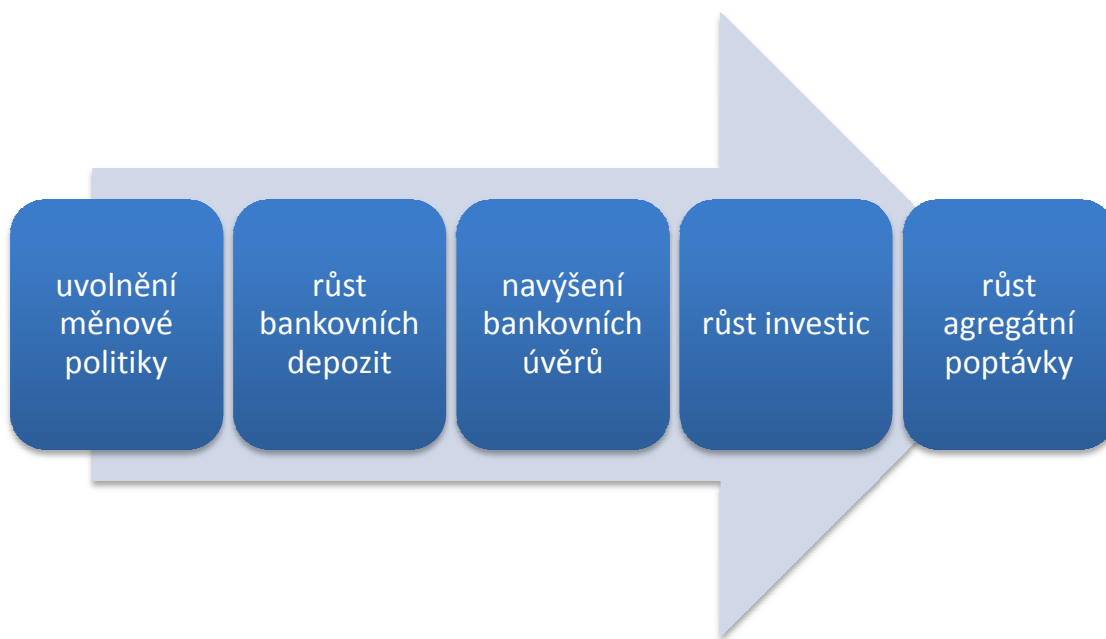 uvolnění
měnové
politiky
růst
bankovních
depozit
navýšení
bankovních
úvěrů
růst investic
růst
agregátní
poptávky